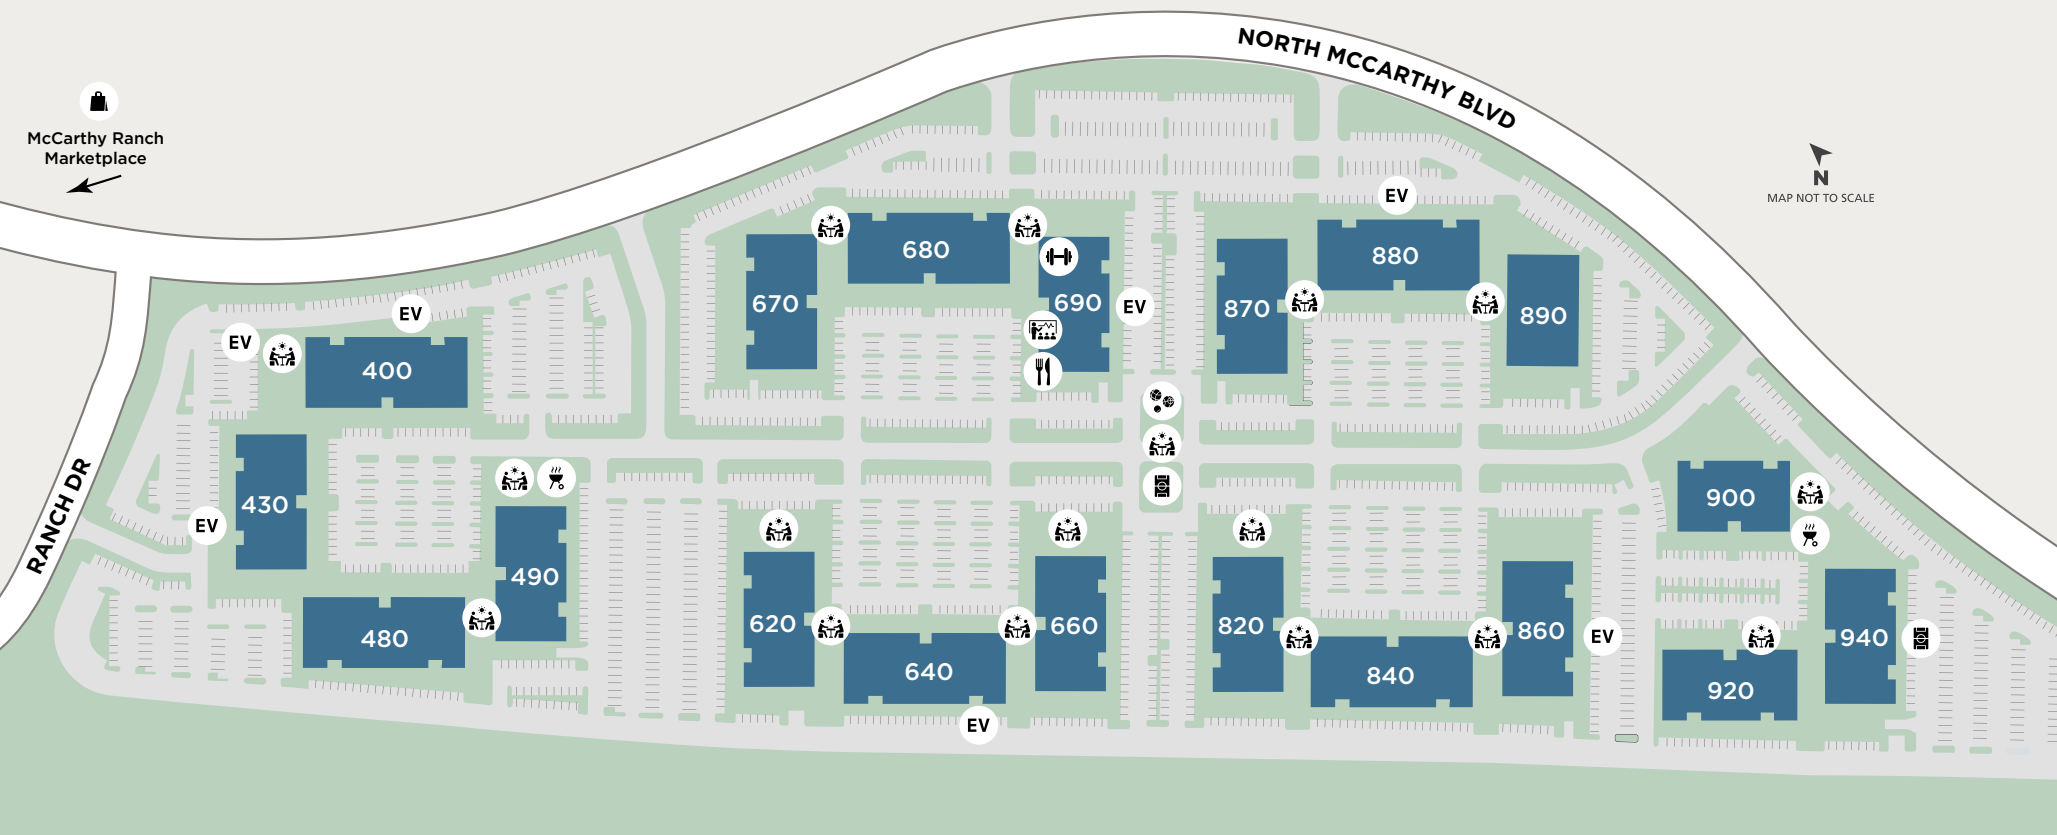 NORTH MCCARTHY BLVD
McCarthy Ranch
Marketplace
N
MAP NOT TO SCALE
RANCH DR
EV
EV
EV
EV
EV
EV
EV
400
430
480
490
670
680
690
620
640
660
870
880
890
820
840
860
900
920
940